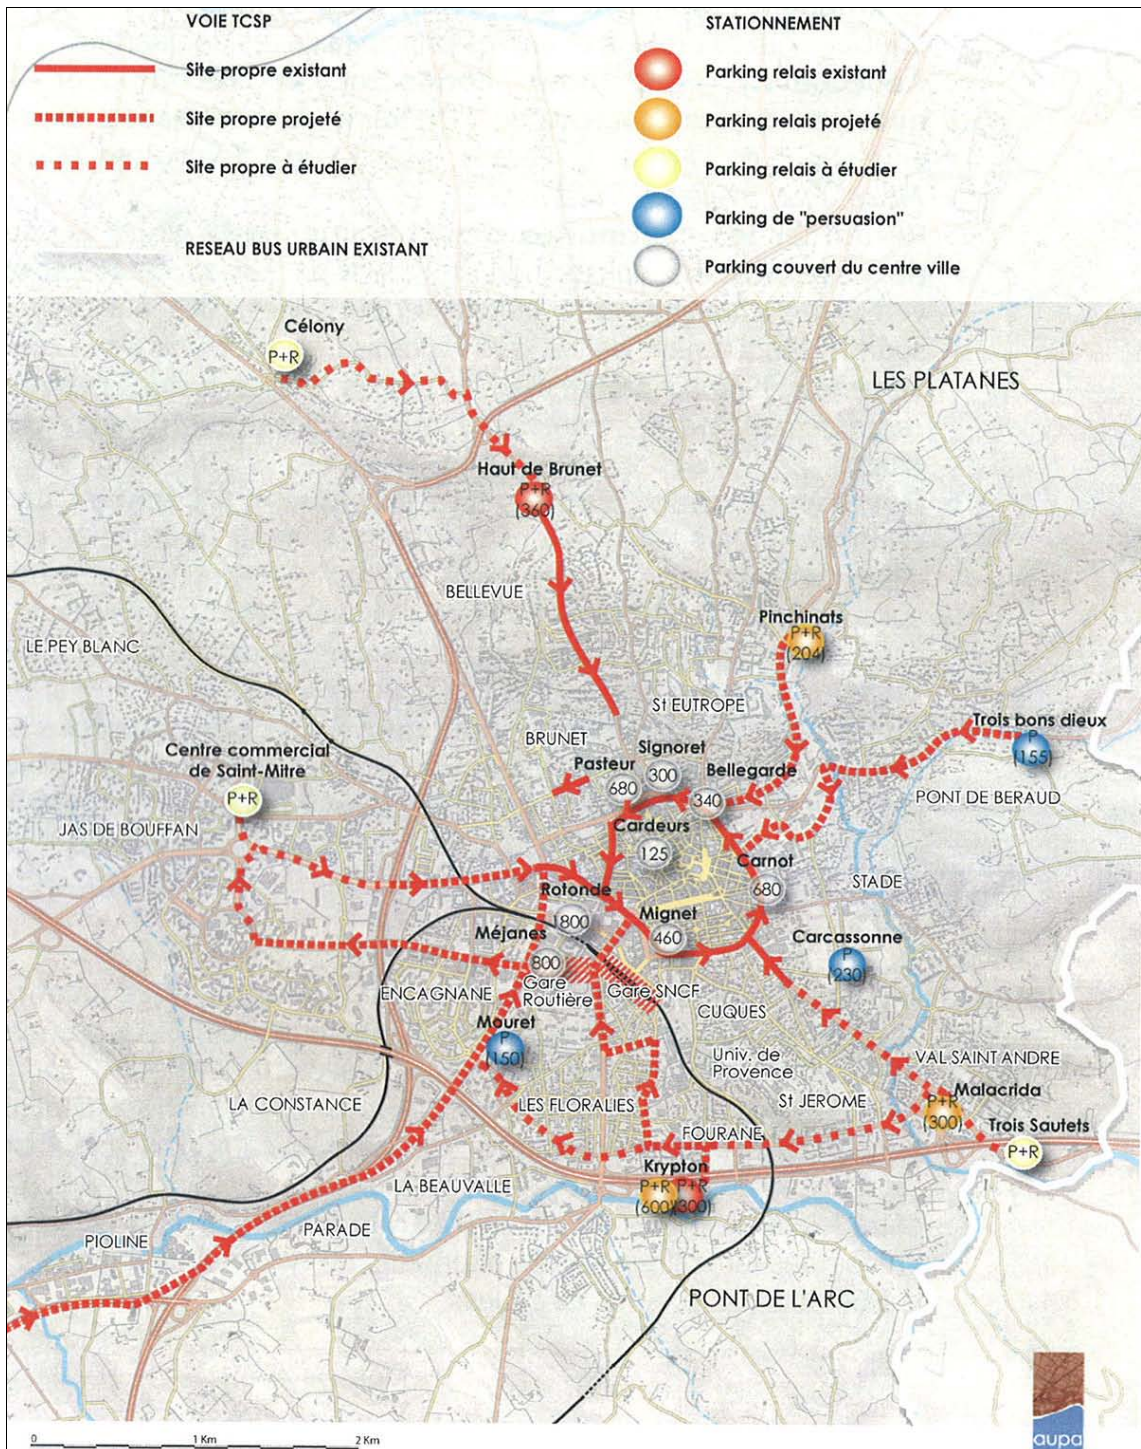 VOIE TCSP
Site propre existant
Site propre projeté
Site propre à étudier
RESEAU BUS URBAIN EXISTANT
STATIONNEMENT
Parking relais existant
Parking relais projeté
Parking relais à étudier
Parking de "persuasion"
Parking couvert du centre ville
Célony
P+R
LES PLATANES
Haut de Brunet
P+R
(360)
BELLEVUE
Pinchinats
P+R
(204)
LE PEY BLANC
St EUTROPE
Trois bons dieux
P
(155)
BRUNET
Signoret
300
Centre commercial
de Saint-Mitre
P+R
Pasteur
680
Bellegarde
340
PONT DE BERAUD
JAS DE BOUFFAN
Cardeurs
125
Carnot
680
STADE
Rotonde
1800
Mignet
460
Méjanes
800
Carcassonne
P
(230)
ENCAGNANE
Gare
Routière
Gare SNCF
CUQUES
Mouret
P
(150)
Univ. de
Provence
VAL SAINT ANDRE
LA CONSTANCE
LES FLORALIES
St JEROME
Malacrida
P+R
(300)
FOURANE
Trois Sautets
P+R
Krypton
P+R
(600)
P+R
(300)
LA BEAUVALLE
PARADE
PIOLINE
PONT DE L'ARC
0 1 Km 2 Km
aupa